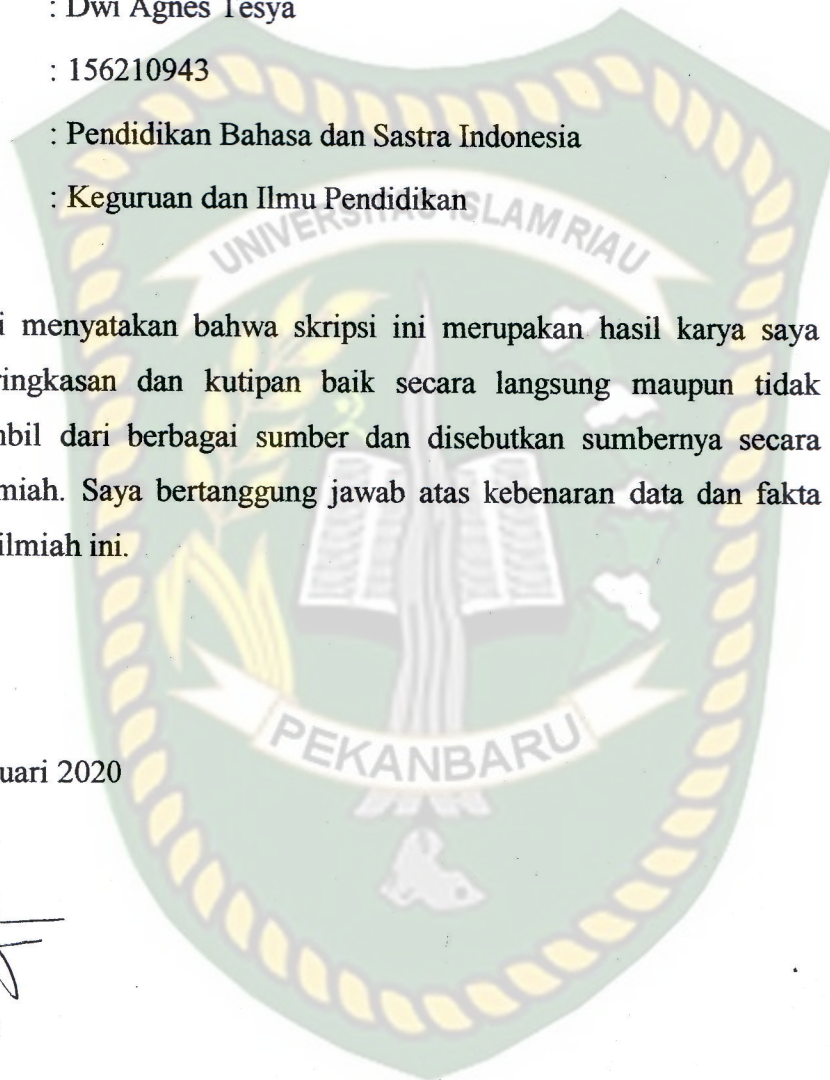 : Dwi Agnes Tesya
: 156210943
: Pendidikan Bahasa dan Sastra Indonesia
: Keguruan dan Ilmu Pendidikan
UNIVERSITAS ISLAM RIAU
i menyatakan bahwa skripsi ini merupakan hasil karya saya
ringkasan dan kutipan baik secara langsung maupun tidak
mbil dari berbagai sumber dan disebutkan sumbernya secara
miah. Saya bertanggung jawab atas kebenaran data dan fakta
ilmiah ini.
PEKANBARU
uari 2020